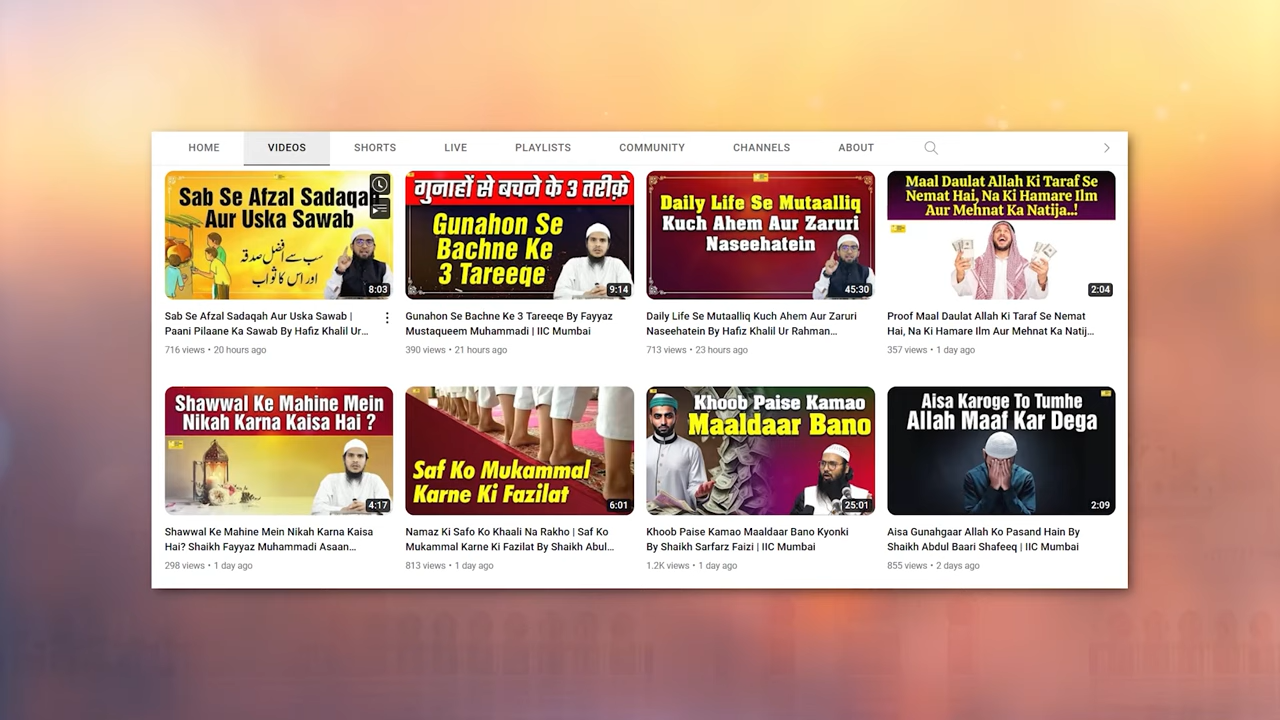 HOME VIDEOS SHORTS LIVE PLAYLISTS COMMUNITY CHANNELS ABOUT
Sab Se Afzal Sadaqah
Aur Uska Sawab
سب سے افضل صدقہ
اور اس کا ثواب
8:03
Sab Se Afzal Sadaqah Aur Uska Sawab |
Paani Pilaane Ka Sawab By Hafiz Khalil Ur...
716 views • 20 hours ago
गुनाहों से बचने के 3 तरीक़े
Gunahon Se
Bachne Ke
3 Tareeqe
9:14
Gunahon Se Bachne Ke 3 Tareeqe By Fayyaz
Mustaqueem Muhammadi | IIC Mumbai
390 views • 21 hours ago
Daily Life Se Mutaalliq
Kuch Ahem Aur Zaruri
Naseehatein
45:30
Daily Life Se Mutaalliq Kuch Ahem Aur Zaruri
Naseehatein By Hafiz Khalil Ur Rahman...
713 views • 23 hours ago
Maal Daulat Allah Ki Taraf Se
Nemat Hai, Na Ki Hamare Ilm
Aur Mehnat Ka Natija..!
2:04
Proof Maal Daulat Allah Ki Taraf Se Nemat
Hai, Na Ki Hamare Ilm Aur Mehnat Ka Natij...
357 views • 1 day ago
Shawwal Ke Mahine Mein
Nikah Karna Kaisa Hai ?
4:17
Shawwal Ke Mahine Mein Nikah Karna Kaisa
Hai? Shaikh Fayyaz Muhammadi Asaan...
298 views • 1 day ago
Saf Ko Mukammal
Karne Ki Fazilat
6:01
Namaz Ki Safo Ko Khaali Na Rakho | Saf Ko
Mukammal Karne Ki Fazilat By Shaikh Abul...
813 views • 1 day ago
Khoob Paise Kamao
Maaldaar Bano
25:01
Khoob Paise Kamao Maaldaar Bano Kyonki
By Shaikh Sarfarz Faizi | IIC Mumbai
1.2K views • 1 day ago
Aisa Karoge To Tumhe
Allah Maaf Kar Dega
2:09
Aisa Gunahgaar Allah Ko Pasand Hain By
Shaikh Abdul Baari Shafeeq | IIC Mumbai
855 views • 2 days ago